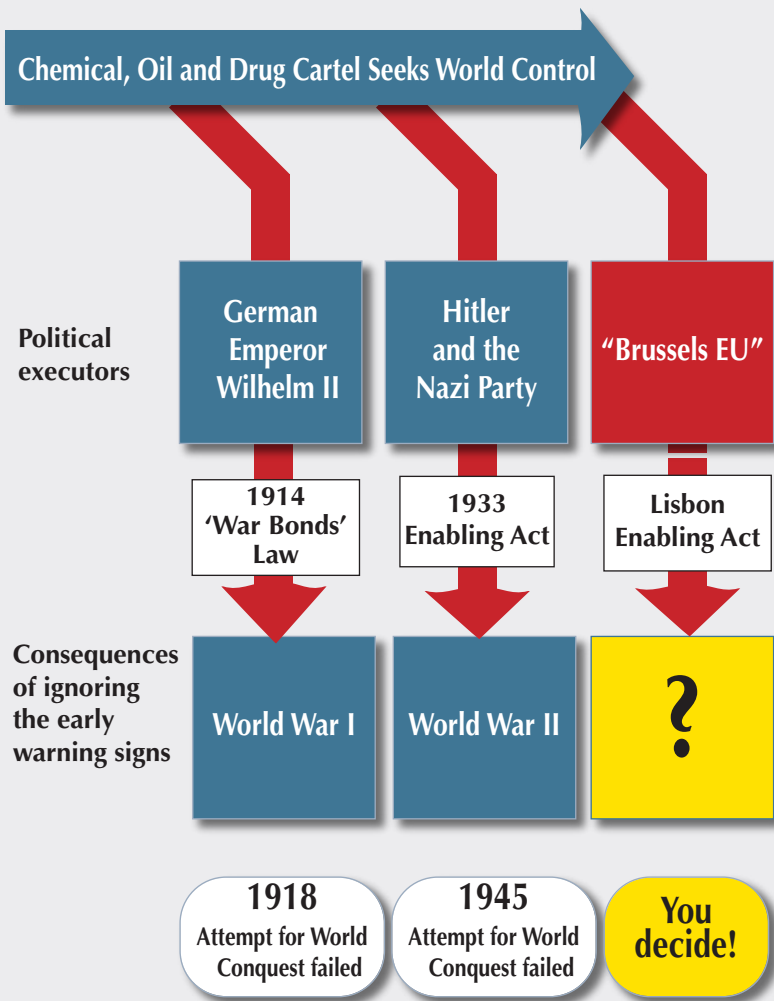 Chemical, Oil and Drug Cartel Seeks World Control
Political
executors
German
Emperor
Wilhelm II
Hitler
and the
Nazi Party
“Brussels EU”
1914
‘War Bonds’
Law
1933
Enabling Act
Lisbon
Enabling Act
Consequences
of ignoring
the early
warning signs
World War I
World War II
?
1918
Attempt for World
Conquest failed
1945
Attempt for World
Conquest failed
You
decide!